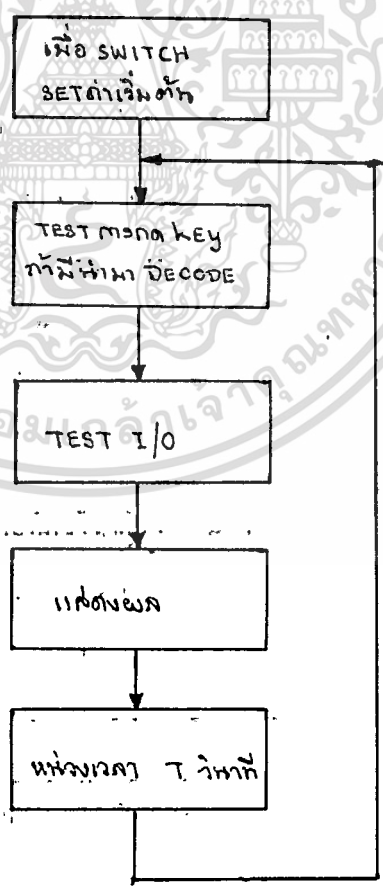 เมื่อ SWITCH
SETค่าเริ่มต้น
TEST การกด KEY
ถ้ามีนำมา DECODE
TEST I/O
แสดงผล
หน่วงเวลา T วินาที